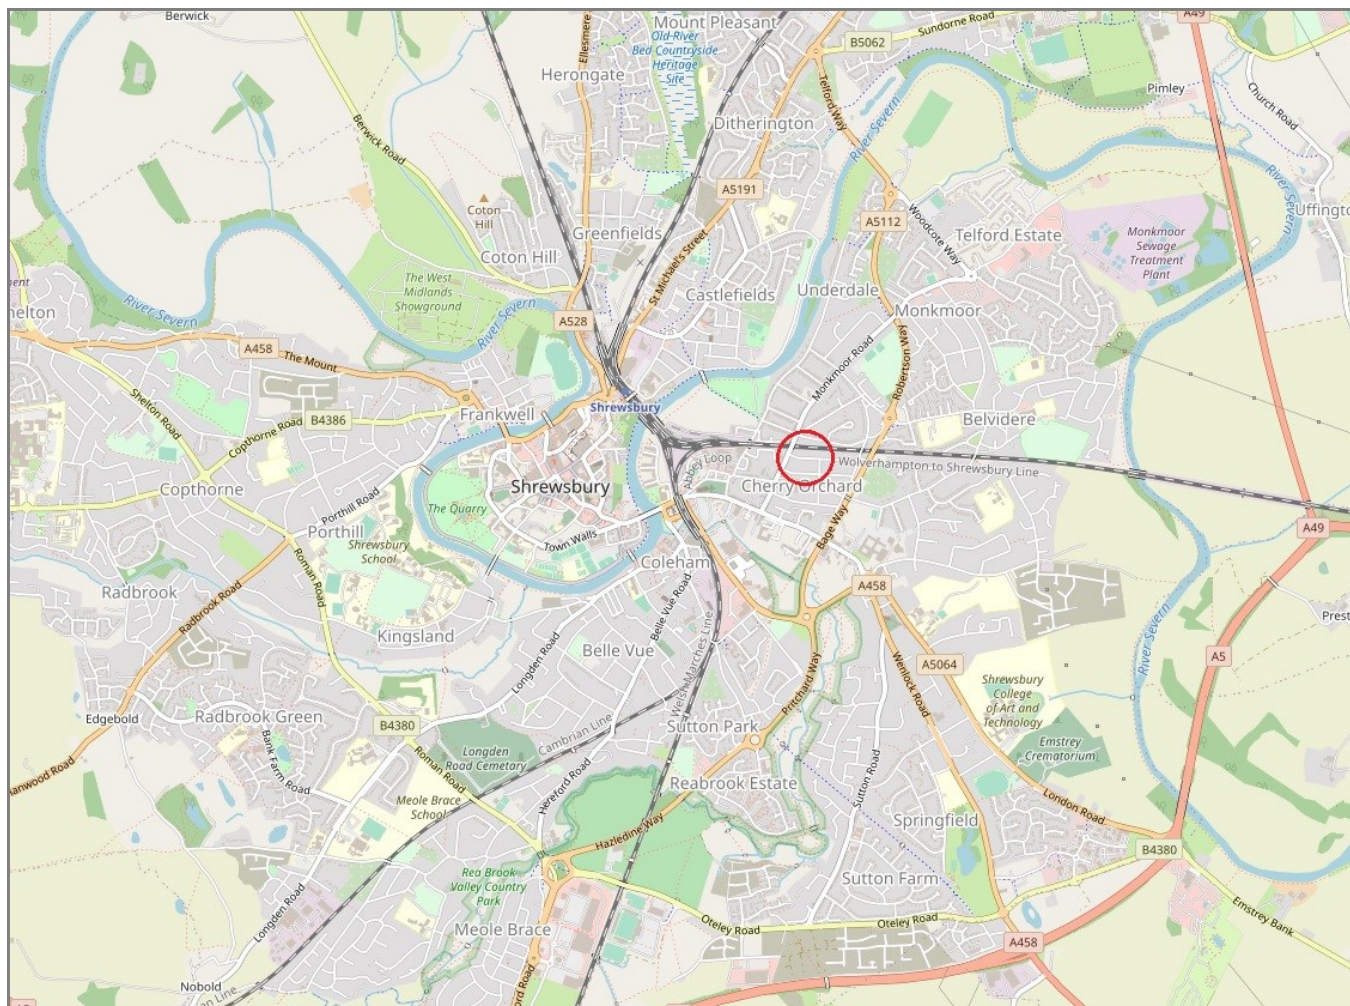 Berwick
Mount Pleasant
A49
Sundorne Road
B5062
Ellesmere
Old River
Bed Countryside
Heritage
Site
Herongate
Telford Way
Pimley
Church Road
Berwick Road
Ditherington
River Severn
River Severn
A5191
Coton
Hill
Greenfields
A5112
Woodcote Way
Telford Estate
Monkmoor
Sewage
Treatment
Plant
Coton Hill
St Michael's Street
The West
Midlands
Showground
Castlefields
Underdale
Monkmoor
River Severn
River Severn
A528
A458
The Mount
Robertson Way
Monkmoor Road
Shelton Road
Frankwell
Shrewsbury
B4386
Copthorne Road
Belvidere
Abbey Loop
Wolverhampton to Shrewsbury Line
Copthorne
Shrewsbury
Cherry Orchard
The Quarry
Porthill Road
Porthill
Town Walls
Bage Way
A49
Shrewsbury
School
Roman Road
Coleham
Radbrook
Radbrook Road
A458
Belle Vue Road
Kingsland
River Severn
Longden Road
Belle Vue
Welsh Marches Line
Pritchard Way
Wenlock Road
A5064
A5
Shrewsbury
College
of Art and
Technology
Edgebold
Radbrook Green
B4380
Sutton Park
Cambrian Line
Bank Farm Road
Roman Road
Longden
Road Cemetery
Emstrey
Crematorium
Hereford Road
Reabrook Estate
Sutton Road
London Road
Meole Brace
School
Hazledine Way
Springfield
B4380
Rea Brook
Valley Country
Park
Sutton Farm
Longden Road
Oteley Road
Oteley Road
Emstrey Bank
Meole Brace
A458
Nobold